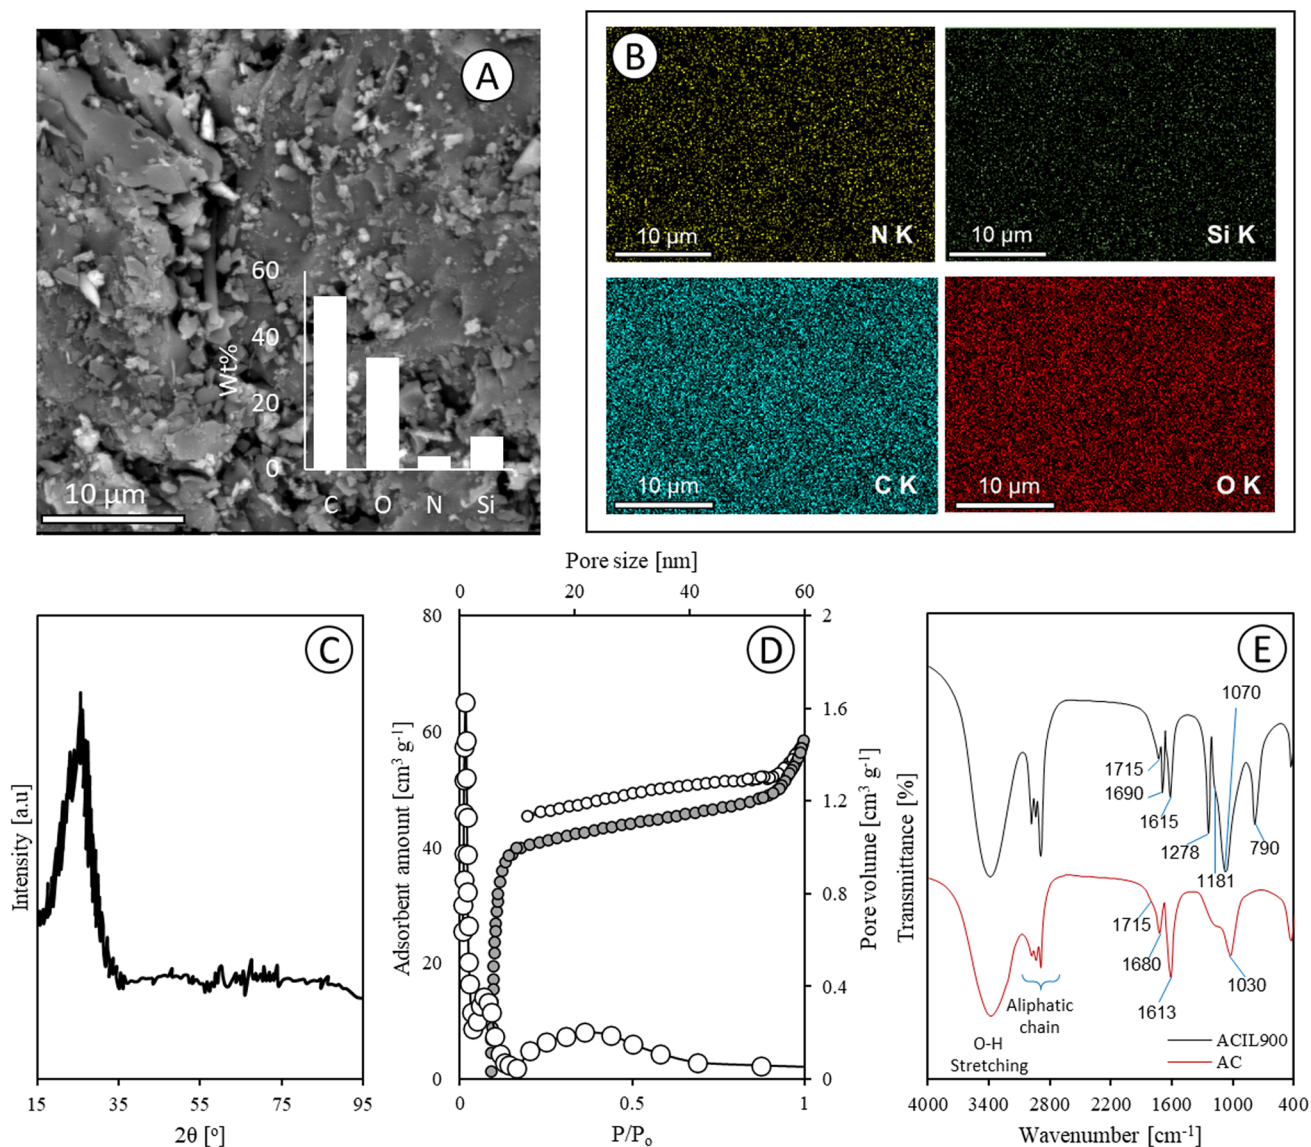 A
60
40
20
0
Wt%
C O N Si
10 µm
B
10 µm
N K
10 µm
Si K
10 µm
C K
10 µm
O K
C
Intensity [a.u]
15 35 55 75 95
2θ [º]
Pore size [nm]
0 20 40 60
D
80
60
40
20
0
Adsorbent amount [cm³ g⁻¹]
2
1.6
1.2
0.8
0.4
0
Pore volume [cm³ g⁻¹]
0 0.5 1
P/Pₒ
E
Transmittance [%]
1070
1715
1690
1615
1278
1181
790
1715
1680
1613
1030
Aliphatic
chain
O-H
Stretching
ACIL900
AC
4000 3400 2800 2200 1600 1000 400
Wavenumber [cm⁻¹]